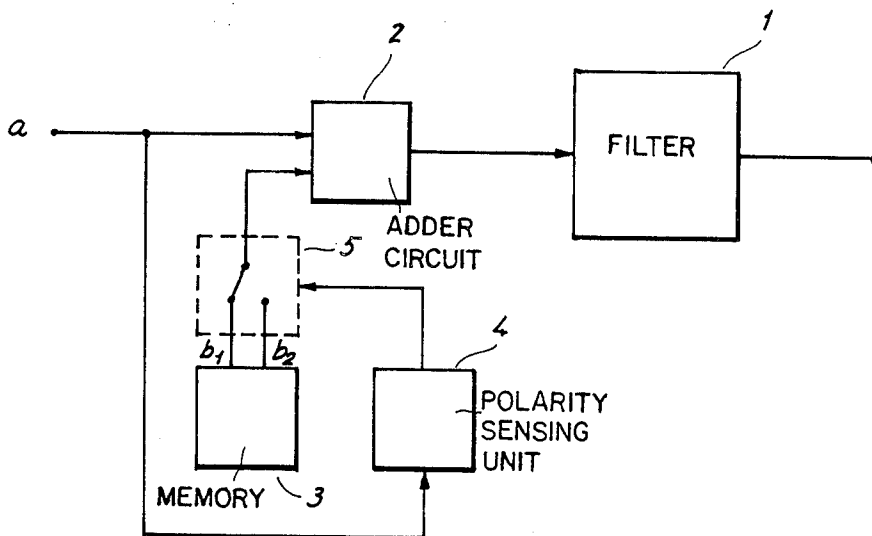 2
1
a
FILTER
ADDER
CIRCUIT
5
b1
b2
4
POLARITY
SENSING
UNIT
MEMORY
3